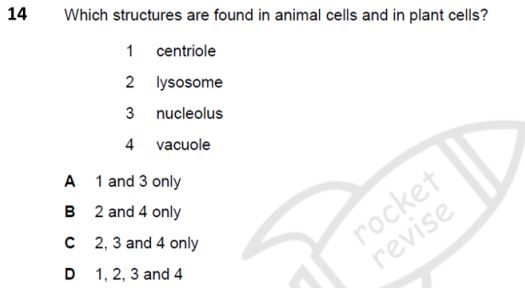 14 Which structures are found in animal cells and in plant cells?
1 centriole
2 lysosome
3 nucleolus
4 vacuole
A 1 and 3 only
B 2 and 4 only
C 2, 3 and 4 only
D 1, 2, 3 and 4
rocket
revise